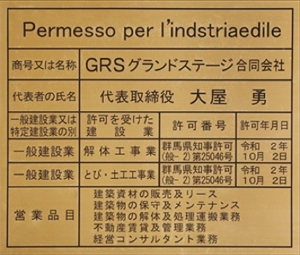 Permesso per l'indstriaedile
商号又は名称 GRSグランドステージ合同会社
代表者の氏名 代表取締役 大屋 勇
一般建設業又は特定建設業の別 許可を受けた建設業 許可番号 許可年月日
一般建設業 解体工事業 群馬県知事許可(般-2)第25046号 令和 2年10月 2日
一般建設業 とび・土工工事業 群馬県知事許可(般-2)第25046号 令和 2年10月 2日
営業品目
建築資材の販売及リース
建築物の保守及メンテナンス
建築物の解体及処理運搬業務
不動産賃貸及管理業務
経営コンサルタント業務